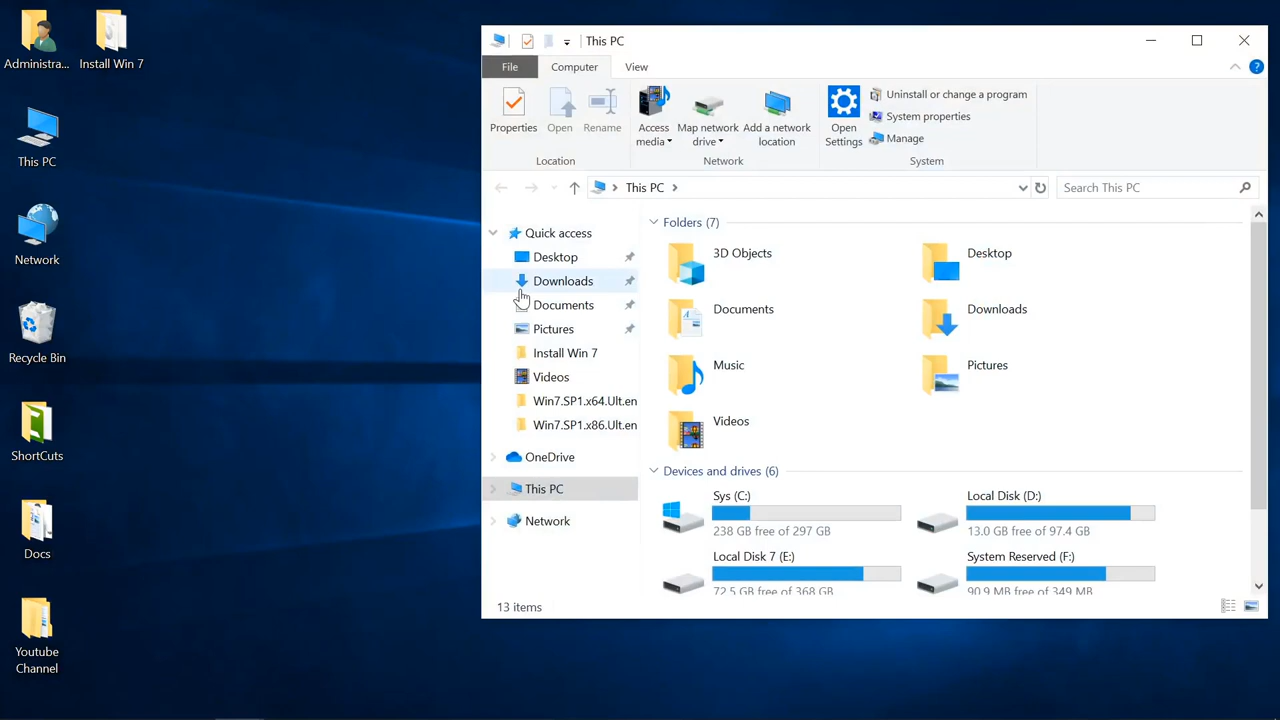 Administra...
Install Win 7
This PC
Network
Recycle Bin
ShortCuts
Docs
Youtube
Channel
This PC
File
Computer
View
Properties
Open
Rename
Access
media
Map network
drive
Add a network
location
Open
Settings
Uninstall or change a program
System properties
Manage
Location
Network
System
This PC
Search This PC
Quick access
Desktop
Downloads
Documents
Pictures
Install Win 7
Videos
Win7.SP1.x64.Ult.en
Win7.SP1.x86.Ult.en
OneDrive
This PC
Network
Folders (7)
3D Objects
Desktop
Documents
Downloads
Music
Pictures
Videos
Devices and drives (6)
Sys (C:)
238 GB free of 297 GB
Local Disk (D:)
13.0 GB free of 97.4 GB
Local Disk 7 (E:)
72.5 GB free of 368 GB
System Reserved (F:)
90.9 MB free of 349 MB
13 items